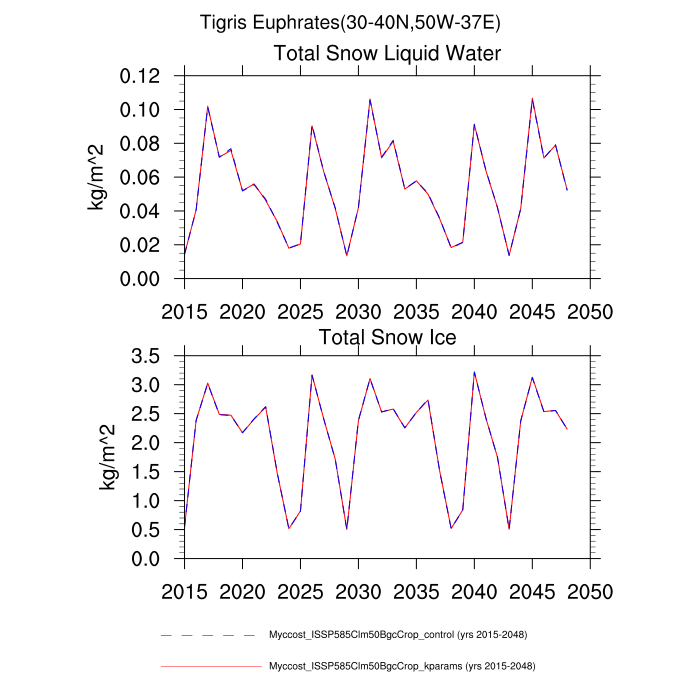 Tigris Euphrates(30-40N,50W-37E)
Total Snow Liquid Water
0.12
0.10
0.08
0.06
0.04
0.02
0.00
kg/m^2
2015 2020 2025 2030 2035 2040 2045 2050
Total Snow Ice
3.5
3.0
2.5
2.0
1.5
1.0
0.5
0.0
kg/m^2
2015 2020 2025 2030 2035 2040 2045 2050
Myccost_ISSP585Clm50BgcCrop_control (yrs 2015-2048)
Myccost_ISSP585Clm50BgcCrop_kparams (yrs 2015-2048)